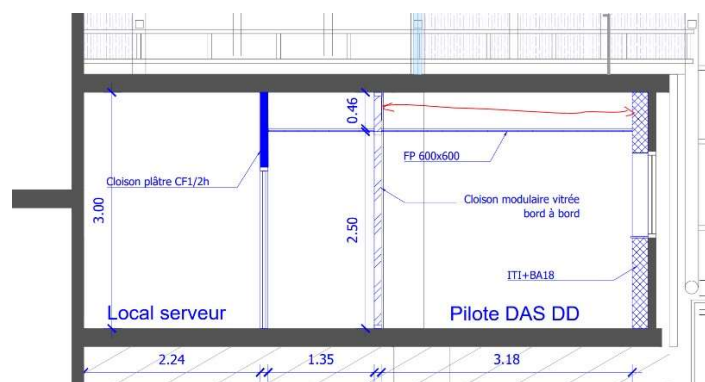 0.46
FP 600x600
Cloison plâtre CF1/2h
3.00
Cloison modulaire vitrée
bord à bord
2.50
ITI+BA18
Local serveur
Pilote DAS DD
2.24
1.35
3.18